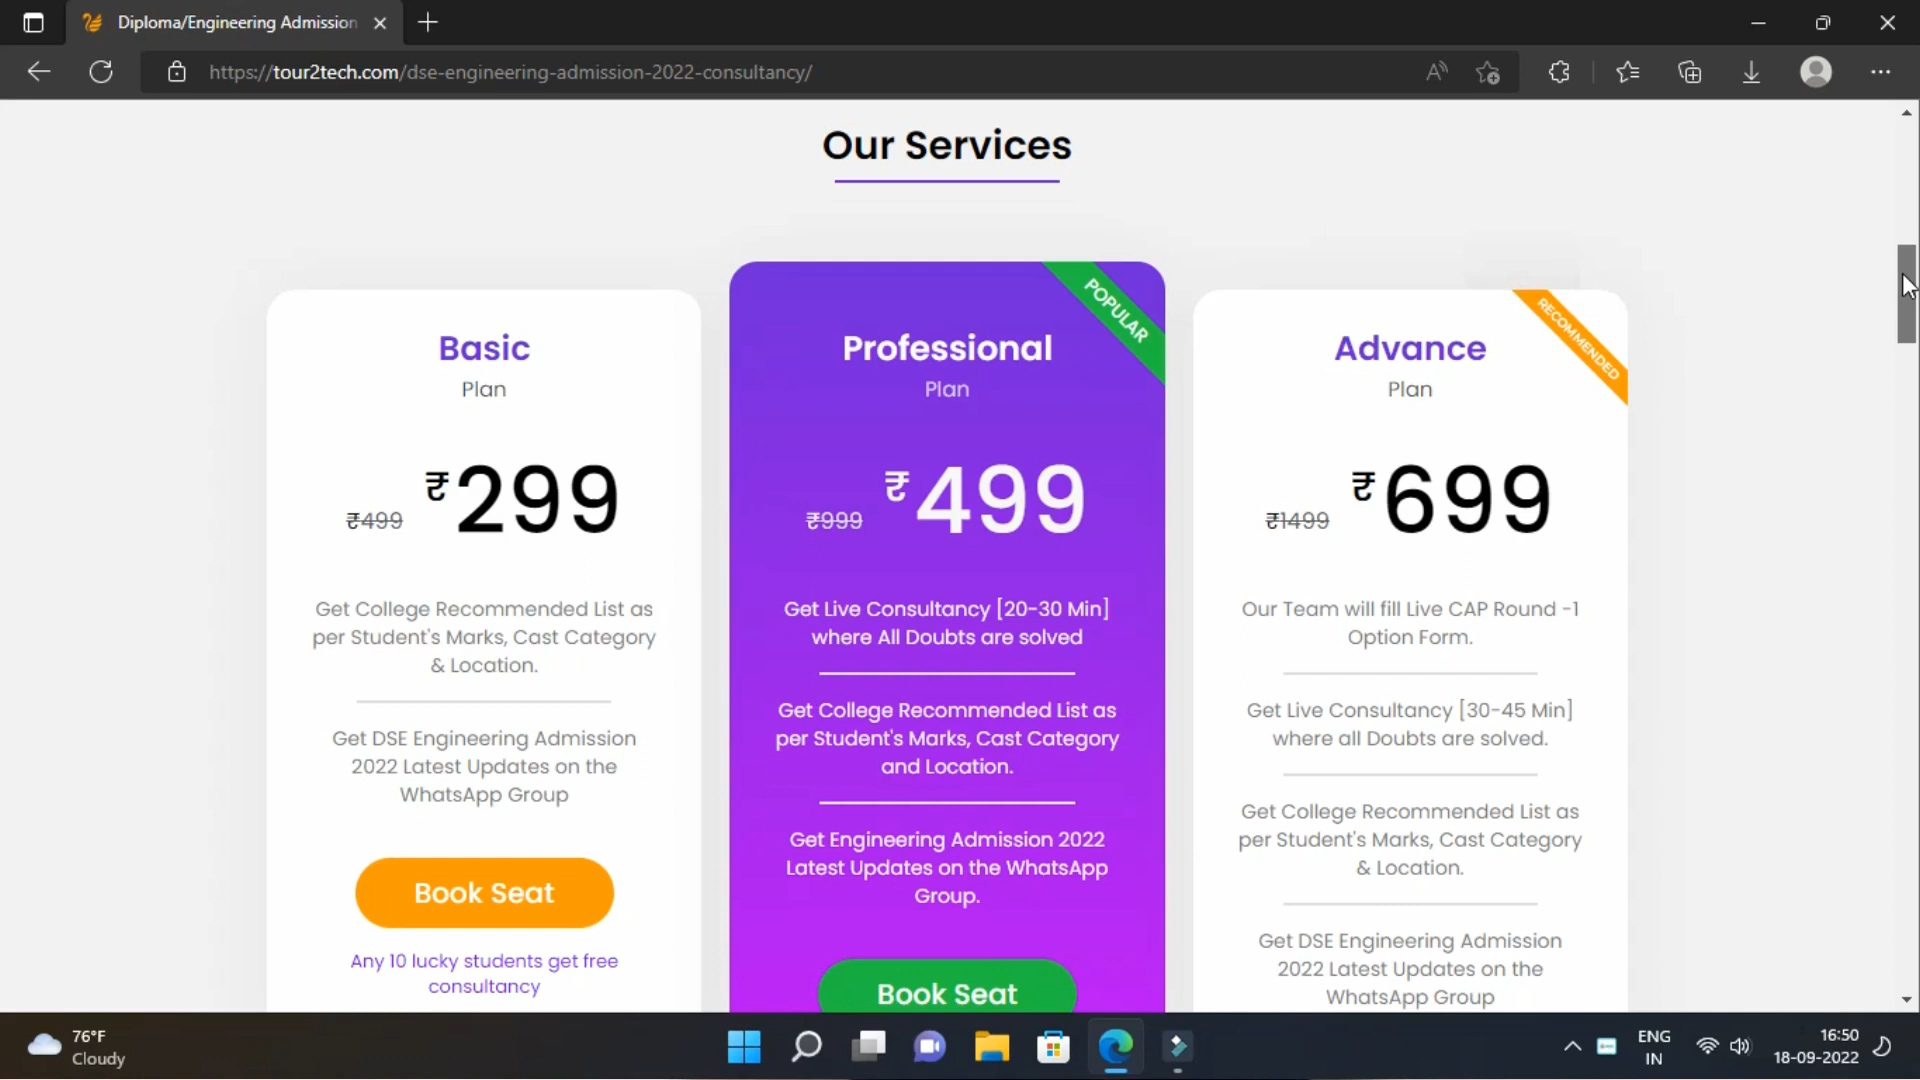 Diploma/Engineering Admission
https://tour2tech.com/dse-engineering-admission-2022-consultancy/
Our Services
Basic
Plan
₹499 ₹299
Get College Recommended List as
per Student's Marks, Cast Category
& Location.
Get DSE Engineering Admission
2022 Latest Updates on the
WhatsApp Group
Book Seat
Any 10 lucky students get free
consultancy
POPULAR
Professional
Plan
₹999 ₹499
Get Live Consultancy [20-30 Min]
where All Doubts are solved
Get College Recommended List as
per Student's Marks, Cast Category
and Location.
Get Engineering Admission 2022
Latest Updates on the WhatsApp
Group.
Book Seat
RECOMMENDED
Advance
Plan
₹1499 ₹699
Our Team will fill Live CAP Round -1
Option Form.
Get Live Consultancy [30-45 Min]
where all Doubts are solved.
Get College Recommended List as
per Student's Marks, Cast Category
& Location.
Get DSE Engineering Admission
2022 Latest Updates on the
WhatsApp Group
76°F
Cloudy
ENG
IN
16:50
18-09-2022